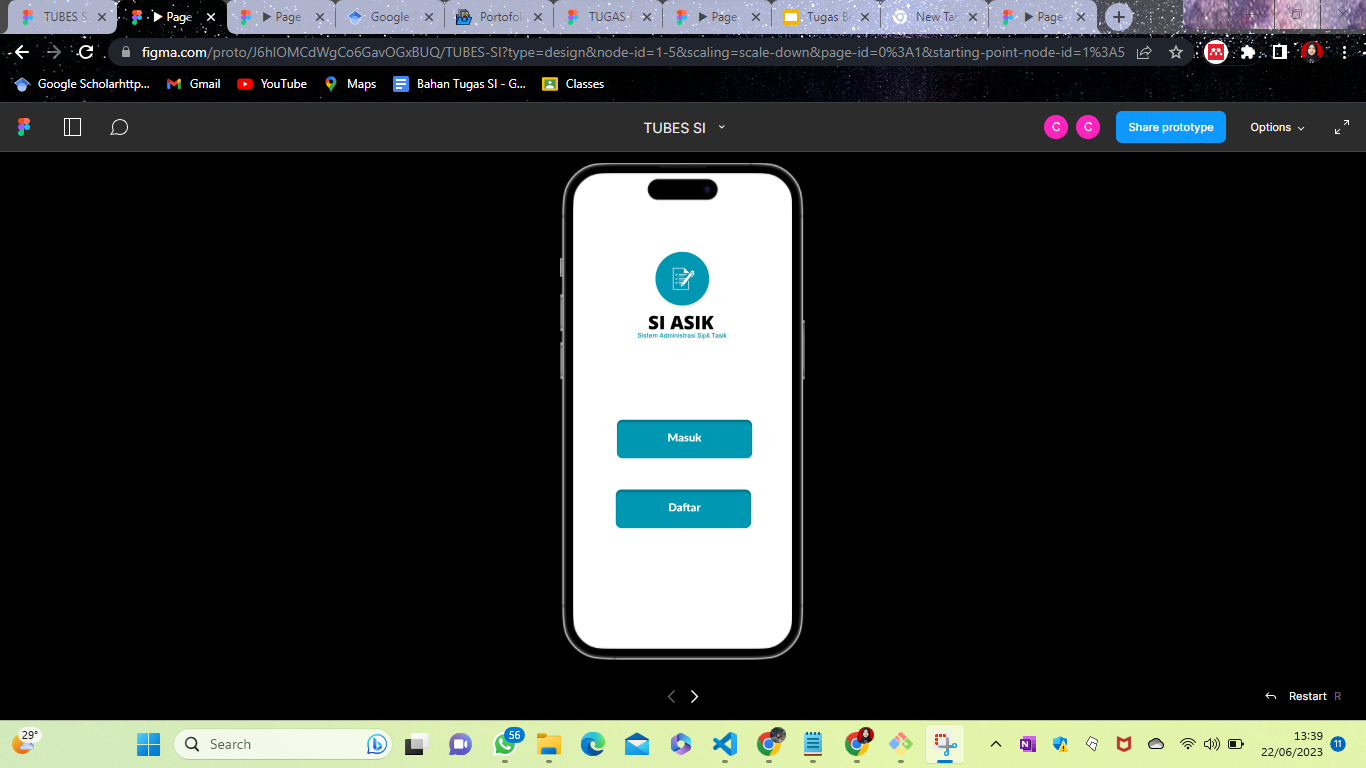 TUBES S
Page
Page
Google
Portofol
TUGAS
Page
Tugas B
New Ta
Page
figma.com/proto/J6hIOMCdWgCo6GavOGxBUQ/TUBES-SI?type=design&node-id=1-5&scaling=scale-down&page-id=0%3A1&starting-point-node-id=1%3A5
Google Scholarhttp...
Gmail
YouTube
Maps
Bahan Tugas SI - G...
Classes
TUBES SI
C
C
Share prototype
Options
SI ASIK
Sistem Administrasi Sipil Tasik
Masuk
Daftar
Restart R
29°
Search
56
13:39
22/06/2023
11